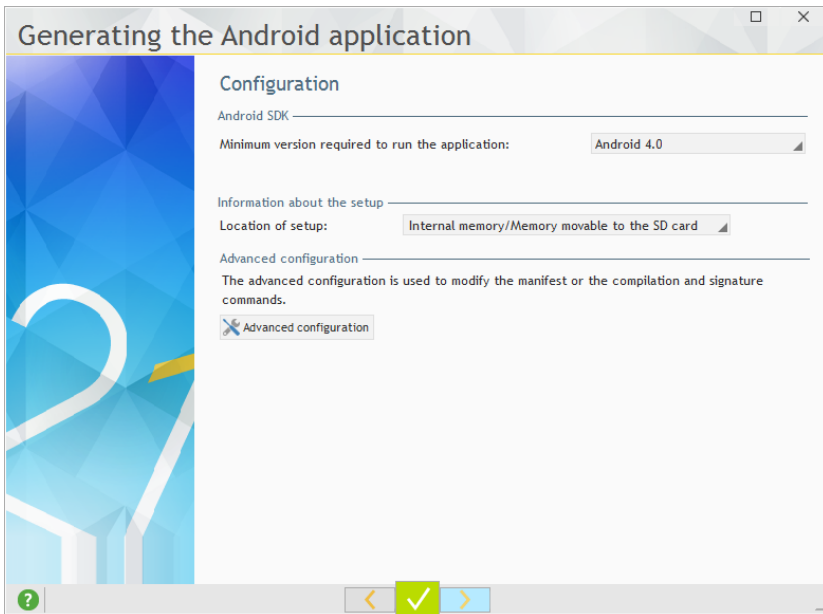 Generating the Android application
Configuration
Android SDK
Minimum version required to run the application:
Android 4.0
Information about the setup
Location of setup:
Internal memory/Memory movable to the SD card
Advanced configuration
The advanced configuration is used to modify the manifest or the compilation and signature
commands.
Advanced configuration
21
?